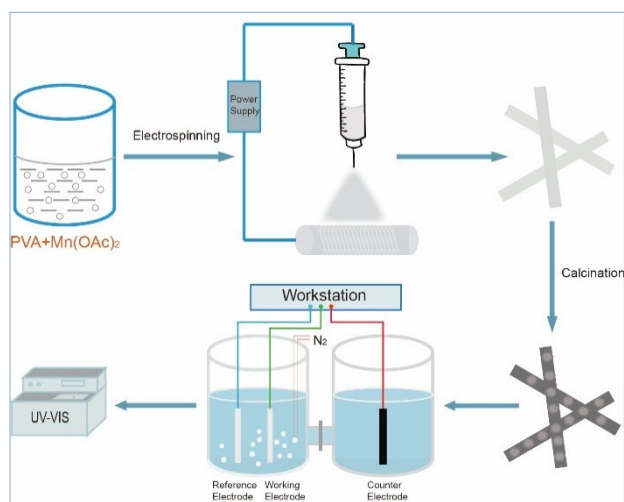 Power
Supply
Electrospinning
PVA+Mn(OAc)₂
Calcination
Workstation
N₂
UV-VIS
Reference
Electrode
Working
Electrode
Counter
Electrode